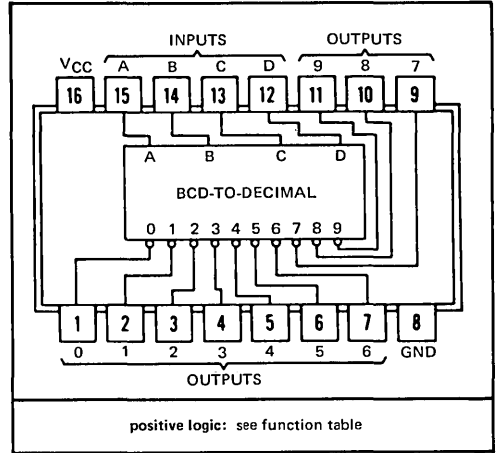 INPUTS OUTPUTS
VCC A B C D 9 8 7
16 15 14 13 12 11 10 9
A B C D
BCD-TO-DECIMAL
0 1 2 3 4 5 6 7 8 9
1 2 3 4 5 6 7 8
0 1 2 3 4 5 6 GND
OUTPUTS
positive logic: see function table